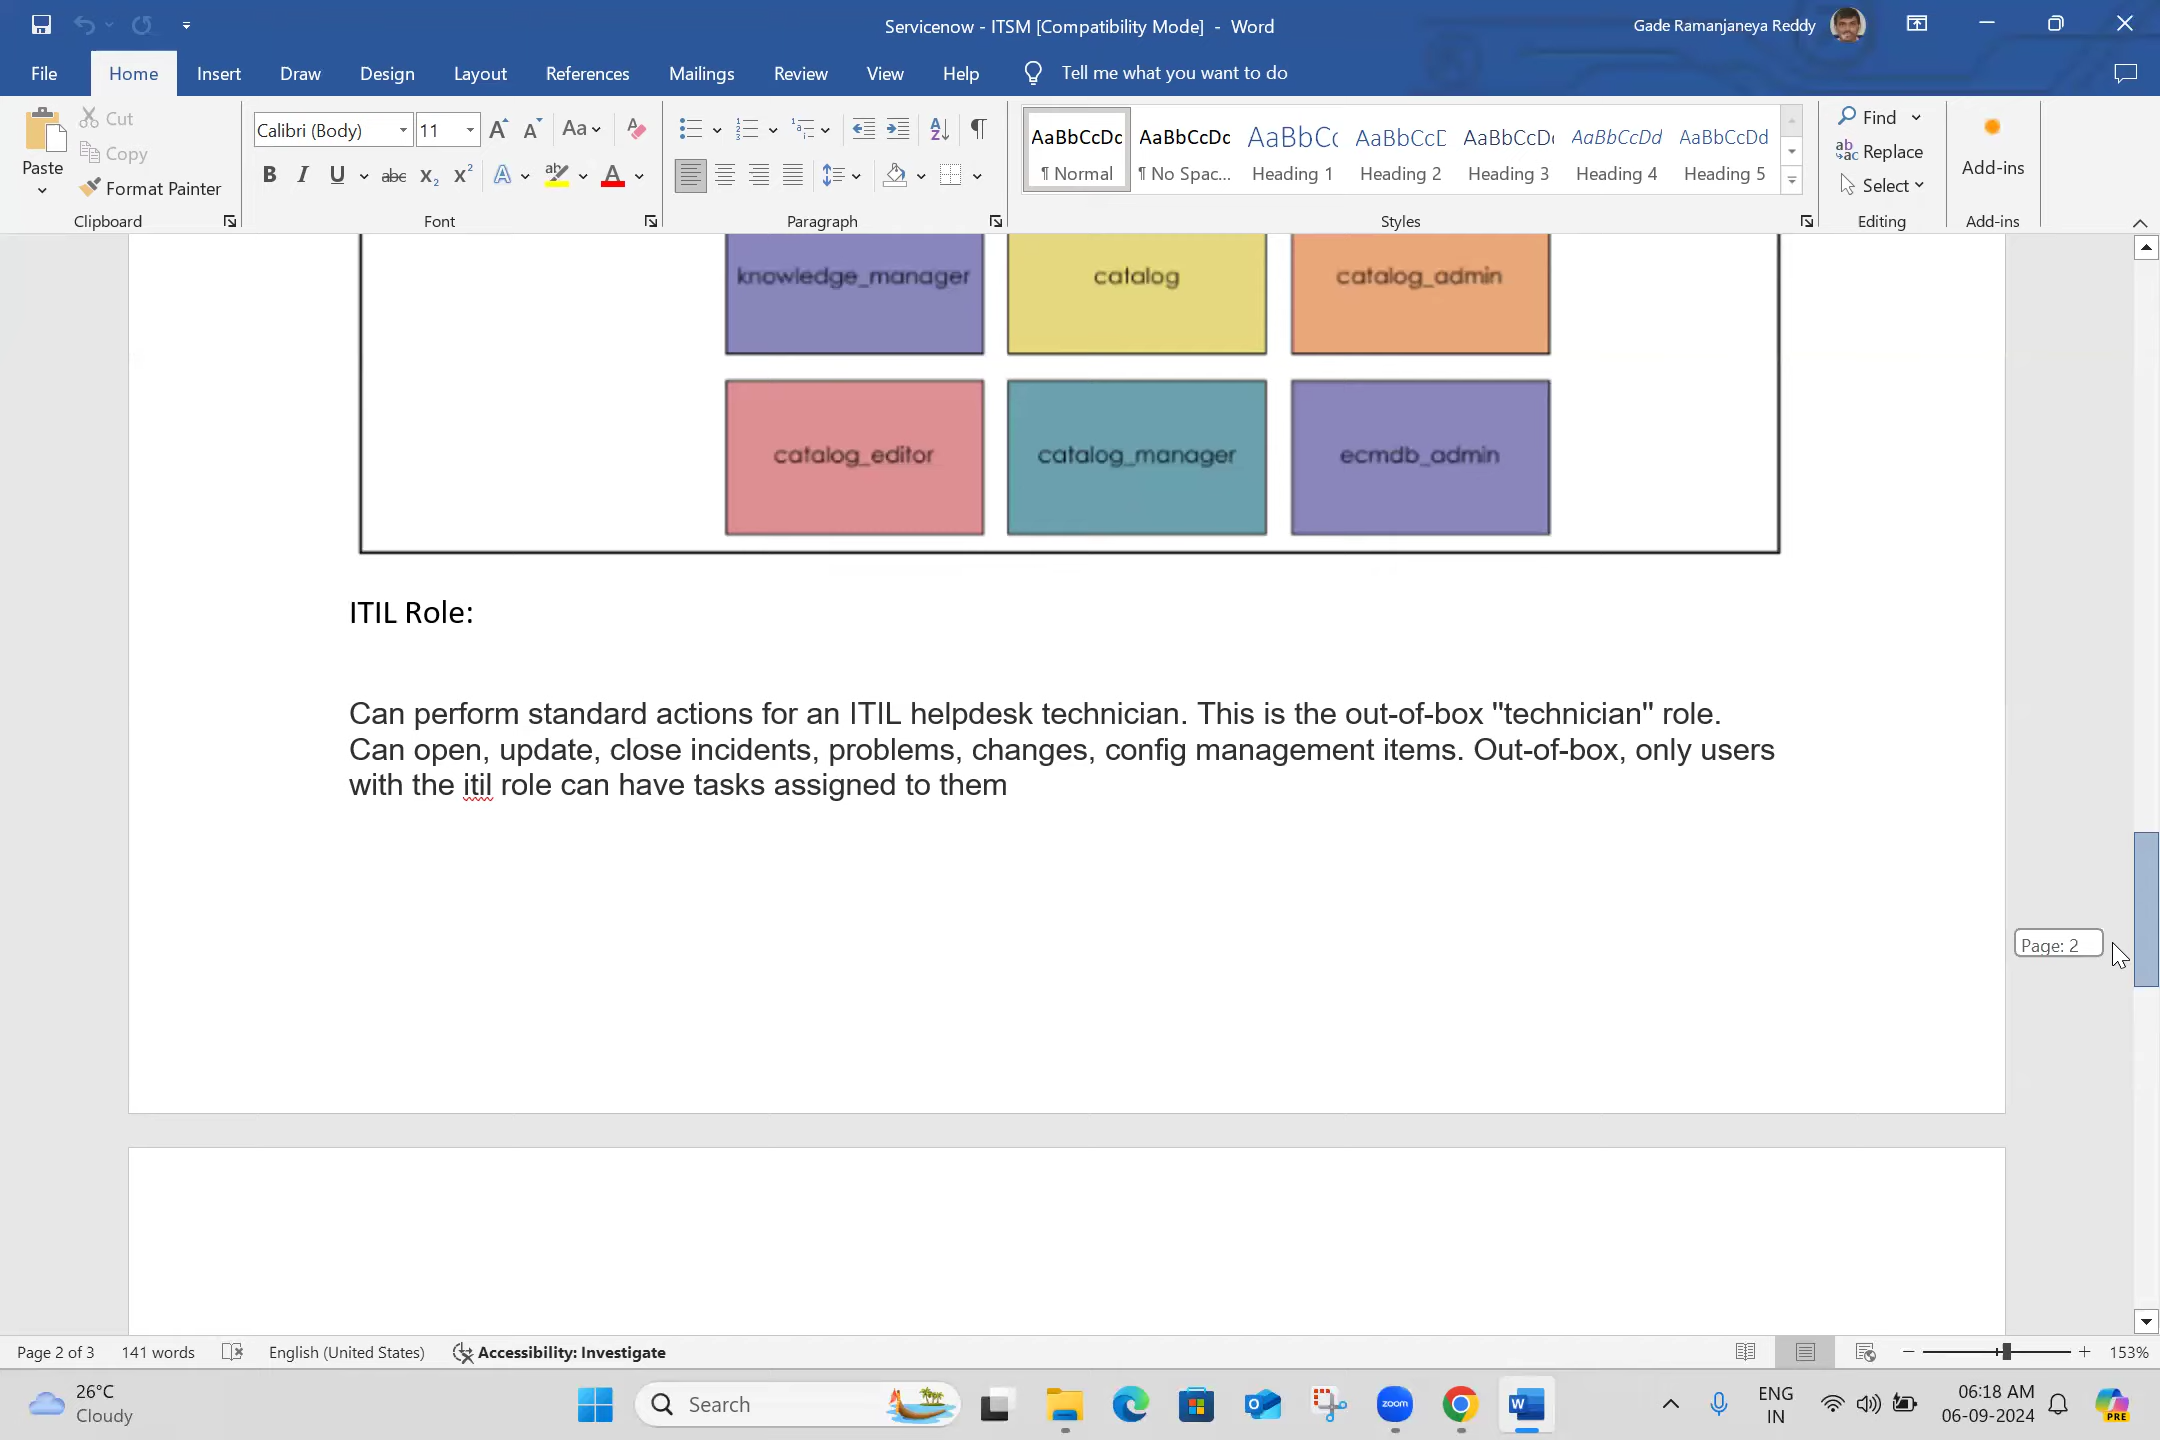 Servicenow - ITSM [Compatibility Mode] - Word
Gade Ramanjaneya Reddy
File Home Insert Draw Design Layout References Mailings Review View Help Tell me what you want to do
Paste
Cut
Copy
Format Painter
Clipboard
Calibri (Body) 11
Font
Paragraph
AaBbCcDc AaBbCcDc AaBbC( AaBbCcD AaBbCcD( AaBbCcDd AaBbCcDd
¶ Normal ¶ No Spac... Heading 1 Heading 2 Heading 3 Heading 4 Heading 5
Styles
Find
Replace
Select
Editing
Add-ins
Add-ins
knowledge_manager catalog catalog_admin
catalog_editor catalog_manager ecmdb_admin
ITIL Role:
Can perform standard actions for an ITIL helpdesk technician. This is the out-of-box "technician" role.
Can open, update, close incidents, problems, changes, config management items. Out-of-box, only users
with the itil role can have tasks assigned to them
Page: 2
Page 2 of 3 141 words English (United States) Accessibility: Investigate 153%
26°C
Cloudy
Search
zoom
ENG
IN
06:18 AM
06-09-2024
PRE